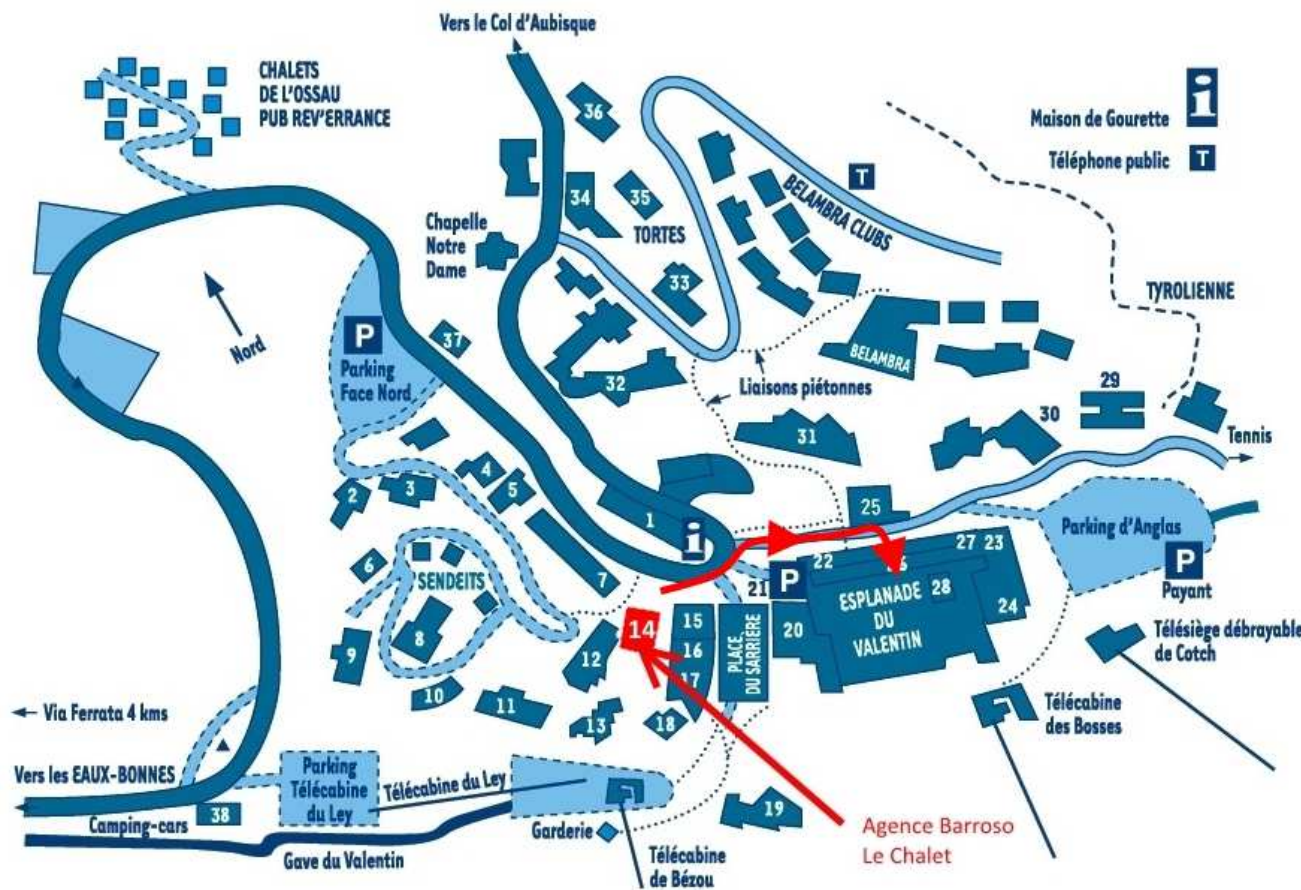 Vers le Col d'Aubisque
CHALETS
DE L'OSSAU
PUB REV'ERRANCE
36
i
Maison de Gourette
Téléphone public T
T
BELAMBRA CLUBS
34
35
TORTES
Chapelle
Notre
Dame
33
TYROLIENNE
Nord
P
Parking
Face Nord
37
32
BELAMBRA
Liaisons piétonnes
29
30
31
Tennis
2
3
4
5
1
i
25
Parking d'Anglas
P
Payant
6
SENDEITS
7
21
P
22
26
27
23
ESPLANADE
DU
VALENTIN
28
24
8
9
10
11
12
13
14
15
16
17
18
PLACE
DU SARRIÈRE
20
Télésiège débrayable
de Cotch
Télécabine
des Bosses
← Via Ferrata 4 kms
Vers les EAUX-BONNES
Parking
Télécabine
du Ley
Télécabine du Ley
38
Camping-cars
Gave du Valentin
Garderie
Télécabine
de Bézou
19
Agence Barroso
Le Chalet